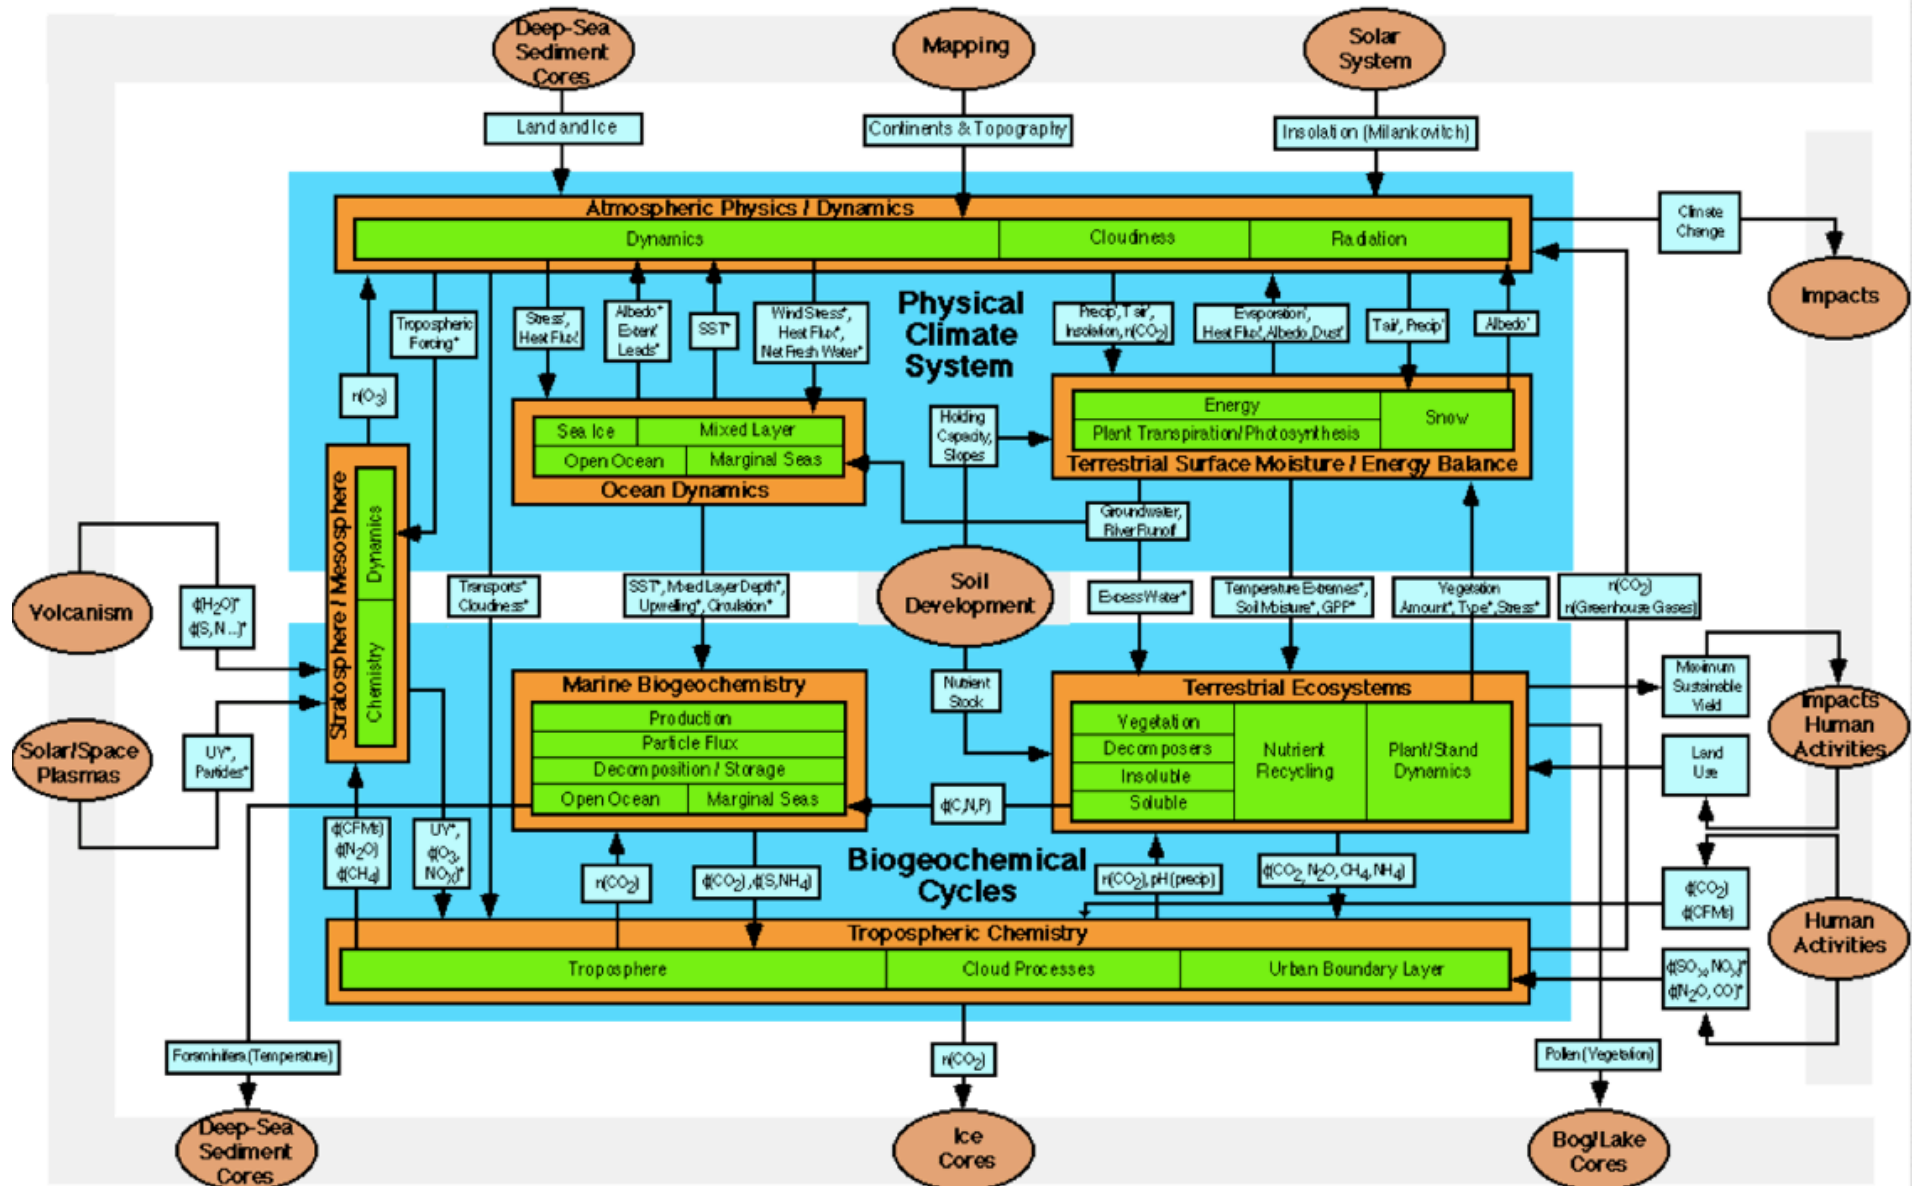 Deep-Sea
Sediment
Cores
Mapping
Solar
System
Land and Ice
Continents & Topography
Insolation (Milankovitch)
Atmospheric Physics / Dynamics
Dynamics
Cloudiness
Radiation
Climate
Change
Impacts
Physical
Climate
System
Tropospheric
Forcing*
Stress*,
Heat Flux*
Albedo*
Extent*
Leads*
SST*
Wind Stress*,
Heat Flux*,
Net Fresh Water*
Precip*, Tair*,
Insolation, n(CO2)
Evaporation*,
Heat Flux*, Albedo, Dust*
Tair*, Precip*
Albedo*
n(O3)
Sea Ice
Mixed Layer
Open Ocean
Marginal Seas
Ocean Dynamics
Holding
Capacity,
Slopes
Energy
Plant Transpiration/Photosynthesis
Snow
Terrestrial Surface Moisture / Energy Balance
Stratosphere / Mesosphere
Dynamics
Chemistry
Groundwater,
River Runoff
Volcanism
ɸ(H2O)*
ɸ(S, N ...)*
Transports*
Cloudiness*
SST*, Mixed Layer Depth*,
Upwelling*, Circulation*
Soil
Development
Excess Water*
Temperature Extremes*,
Soil Moisture*, GPP*
Vegetation
Amount*, Type*, Stress*
n(CO2)
n(Greenhouse Gases)
Solar/Space
Plasmas
UV*,
Particles*
Marine Biogeochemistry
Production
Particle Flux
Decomposition / Storage
Open Ocean
Marginal Seas
Nutrient
Stock
Terrestrial Ecosystems
Vegetation
Decomposers
Insoluble
Soluble
Nutrient
Recycling
Plant/Stand
Dynamics
Maximum
Sustainable
Yield
Impacts
Human
Activities
Land
Use
ɸ(C,N,P)
ɸ(CFMs)
ɸ(N2O)
ɸ(CH4)
UV*,
ɸ(O3,
NOX)*
n(CO2)
ɸ(CO2), ɸ(S,NH4)
Biogeochemical
Cycles
n(CO2), pH (precip)
ɸ(CO2, N2O, CH4, NH4)
ɸ(CO2)
ɸ(CFMs)
Human
Activities
ɸ(SOx, NOx)*
ɸ(N2O, CO)*
Tropospheric Chemistry
Troposphere
Cloud Processes
Urban Boundary Layer
Foraminifera (Temperature)
n(CO2)
Pollen (Vegetation)
Deep-Sea
Sediment
Cores
Ice
Cores
Bog/Lake
Cores